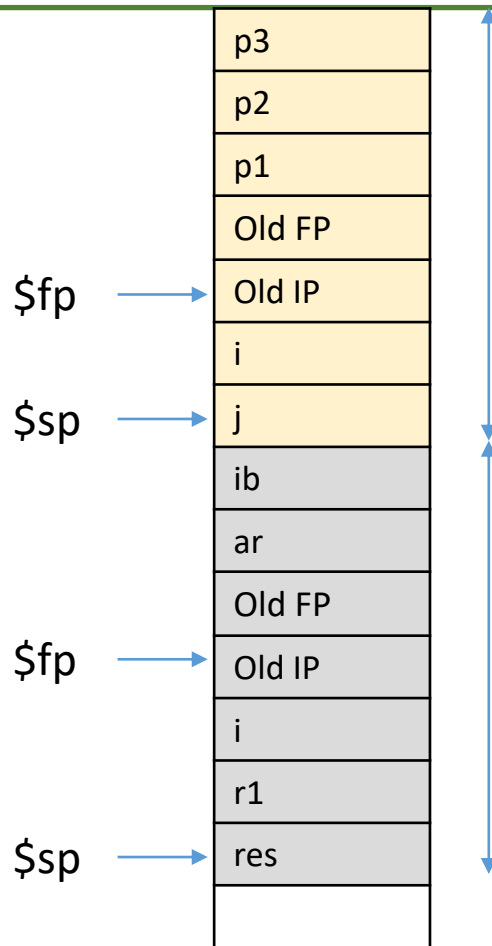 p3
p2
p1
Old FP
$fp
Old IP
i
$sp
j
ib
ar
Old FP
$fp
Old IP
i
r1
$sp
res